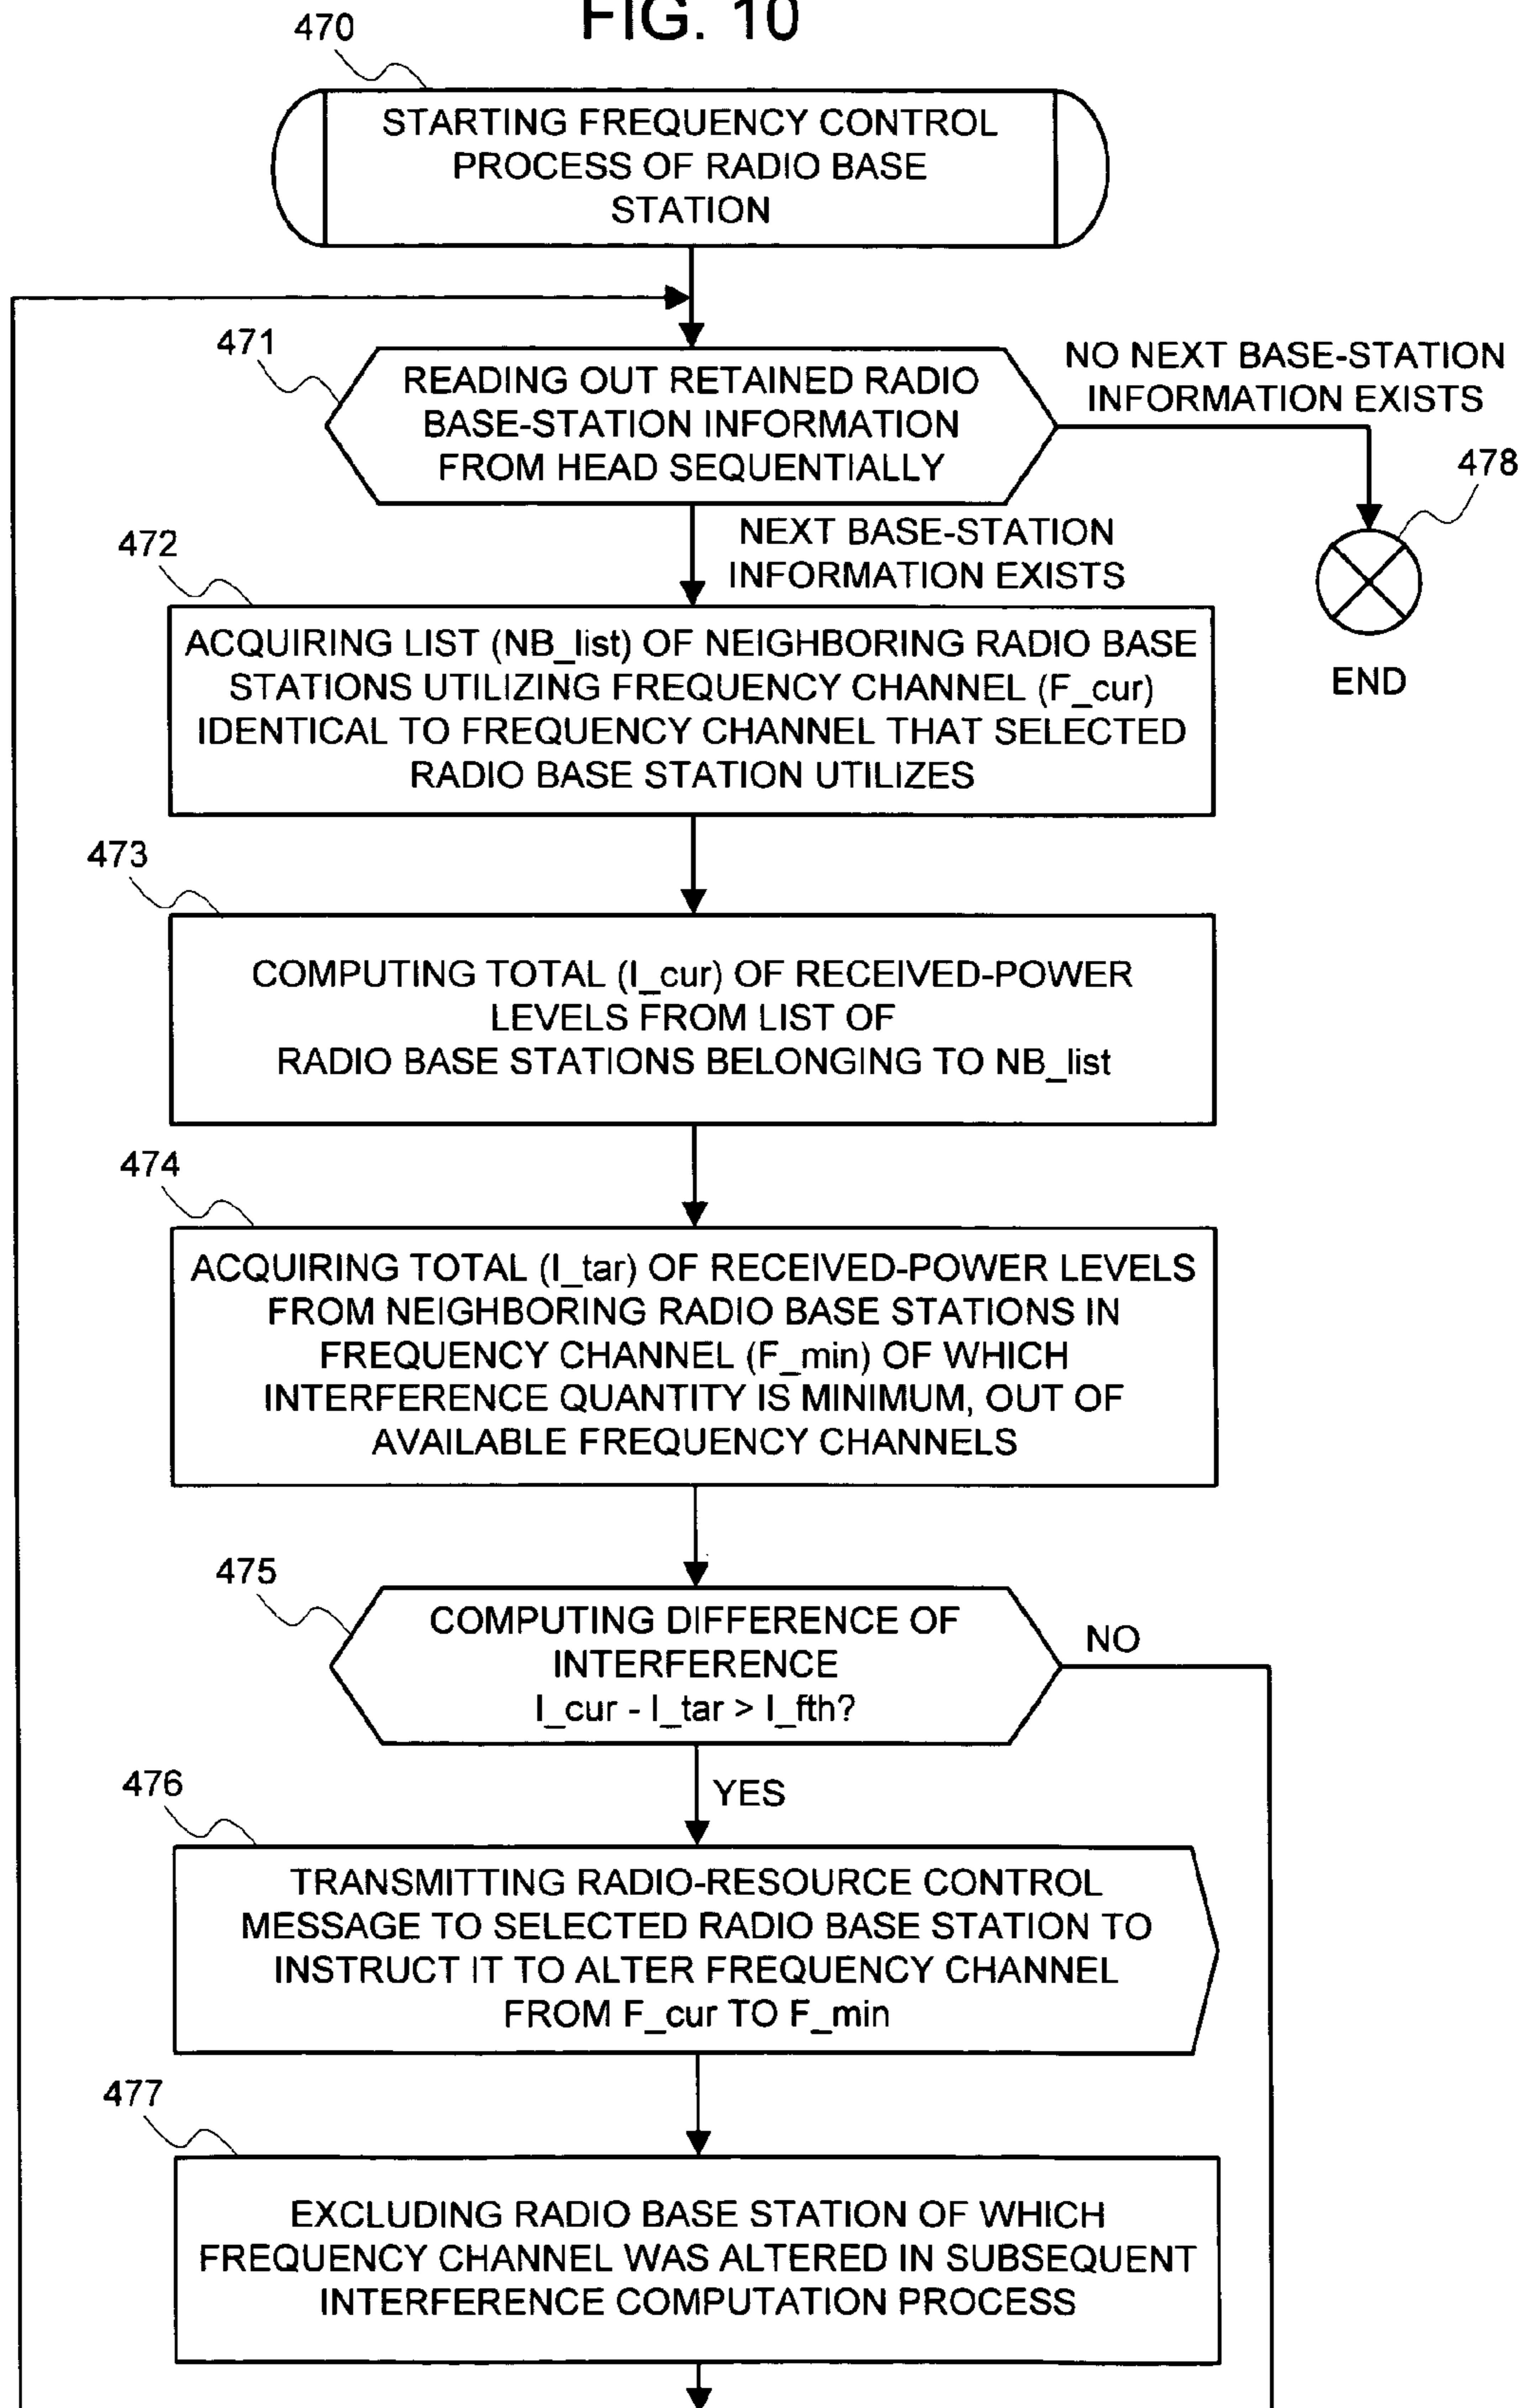 FIG. 10
470
STARTING FREQUENCY CONTROL
PROCESS OF RADIO BASE
STATION
471
READING OUT RETAINED RADIO
BASE-STATION INFORMATION
FROM HEAD SEQUENTIALLY
NO NEXT BASE-STATION
INFORMATION EXISTS
478
END
NEXT BASE-STATION
INFORMATION EXISTS
472
ACQUIRING LIST (NB_list) OF NEIGHBORING RADIO BASE
STATIONS UTILIZING FREQUENCY CHANNEL (F_cur)
IDENTICAL TO FREQUENCY CHANNEL THAT SELECTED
RADIO BASE STATION UTILIZES
473
COMPUTING TOTAL (I_cur) OF RECEIVED-POWER
LEVELS FROM LIST OF
RADIO BASE STATIONS BELONGING TO NB_list
474
ACQUIRING TOTAL (I_tar) OF RECEIVED-POWER LEVELS
FROM NEIGHBORING RADIO BASE STATIONS IN
FREQUENCY CHANNEL (F_min) OF WHICH
INTERFERENCE QUANTITY IS MINIMUM, OUT OF
AVAILABLE FREQUENCY CHANNELS
475
COMPUTING DIFFERENCE OF
INTERFERENCE
I_cur - I_tar > I_fth?
NO
YES
476
TRANSMITTING RADIO-RESOURCE CONTROL
MESSAGE TO SELECTED RADIO BASE STATION TO
INSTRUCT IT TO ALTER FREQUENCY CHANNEL
FROM F_cur TO F_min
477
EXCLUDING RADIO BASE STATION OF WHICH
FREQUENCY CHANNEL WAS ALTERED IN SUBSEQUENT
INTERFERENCE COMPUTATION PROCESS